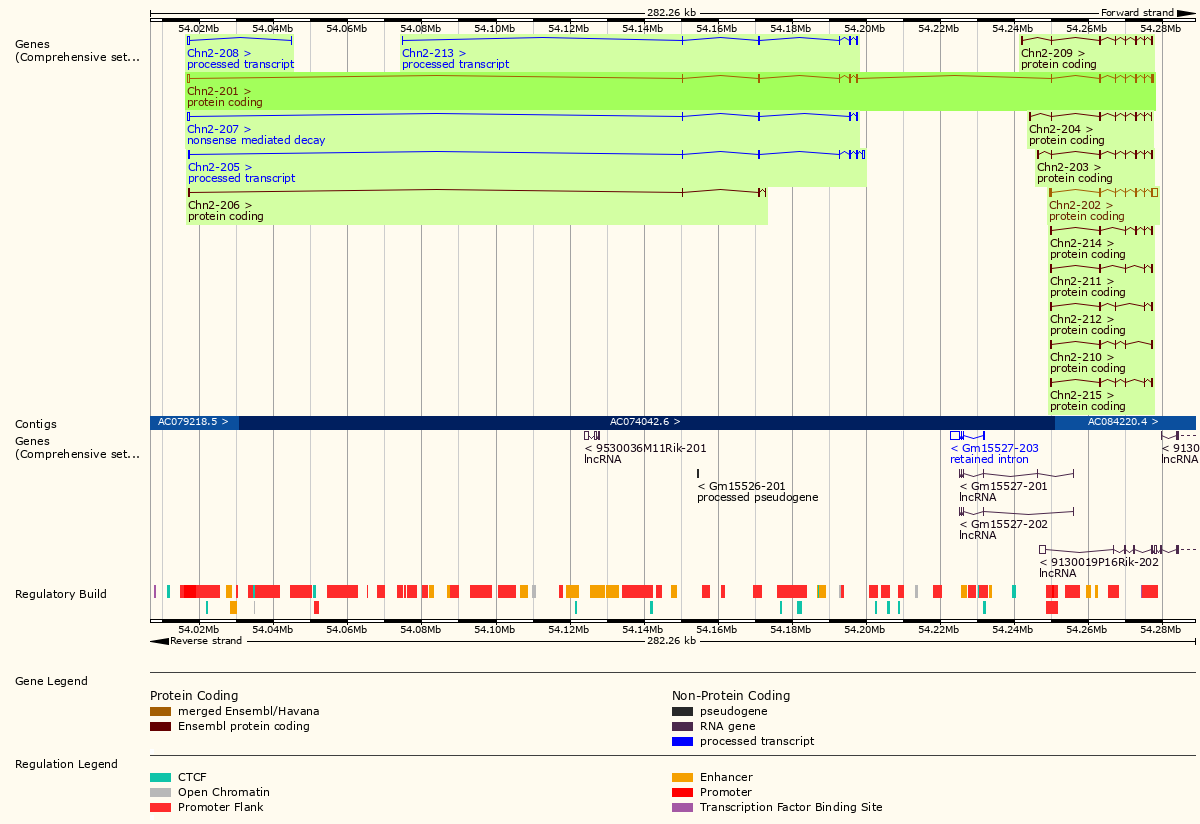 282.26 kb
Forward strand
54.02Mb 54.04Mb 54.06Mb 54.08Mb 54.10Mb 54.12Mb 54.14Mb 54.16Mb 54.18Mb 54.20Mb 54.22Mb 54.24Mb 54.26Mb 54.28Mb
Genes
(Comprehensive set...
Chn2-208 >
processed transcript
Chn2-213 >
processed transcript
Chn2-209 >
protein coding
Chn2-201 >
protein coding
Chn2-207 >
nonsense mediated decay
Chn2-204 >
protein coding
Chn2-205 >
processed transcript
Chn2-203 >
protein coding
Chn2-206 >
protein coding
Chn2-202 >
protein coding
Chn2-214 >
protein coding
Chn2-211 >
protein coding
Chn2-212 >
protein coding
Chn2-210 >
protein coding
Chn2-215 >
protein coding
Contigs
AC079218.5 > AC074042.6 > AC084220.4 >
Genes
(Comprehensive set...
< 9530036M11Rik-201
lncRNA
< Gm15527-203
retained intron
< 9130
lncRNA
< Gm15526-201
processed pseudogene
< Gm15527-201
lncRNA
< Gm15527-202
lncRNA
< 9130019P16Rik-202
lncRNA
Regulatory Build
54.02Mb 54.04Mb 54.06Mb 54.08Mb 54.10Mb 54.12Mb 54.14Mb 54.16Mb 54.18Mb 54.20Mb 54.22Mb 54.24Mb 54.26Mb 54.28Mb
Reverse strand
282.26 kb
Gene Legend
Protein Coding
merged Ensembl/Havana
Ensembl protein coding
Non-Protein Coding
pseudogene
RNA gene
processed transcript
Regulation Legend
CTCF
Open Chromatin
Promoter Flank
Enhancer
Promoter
Transcription Factor Binding Site